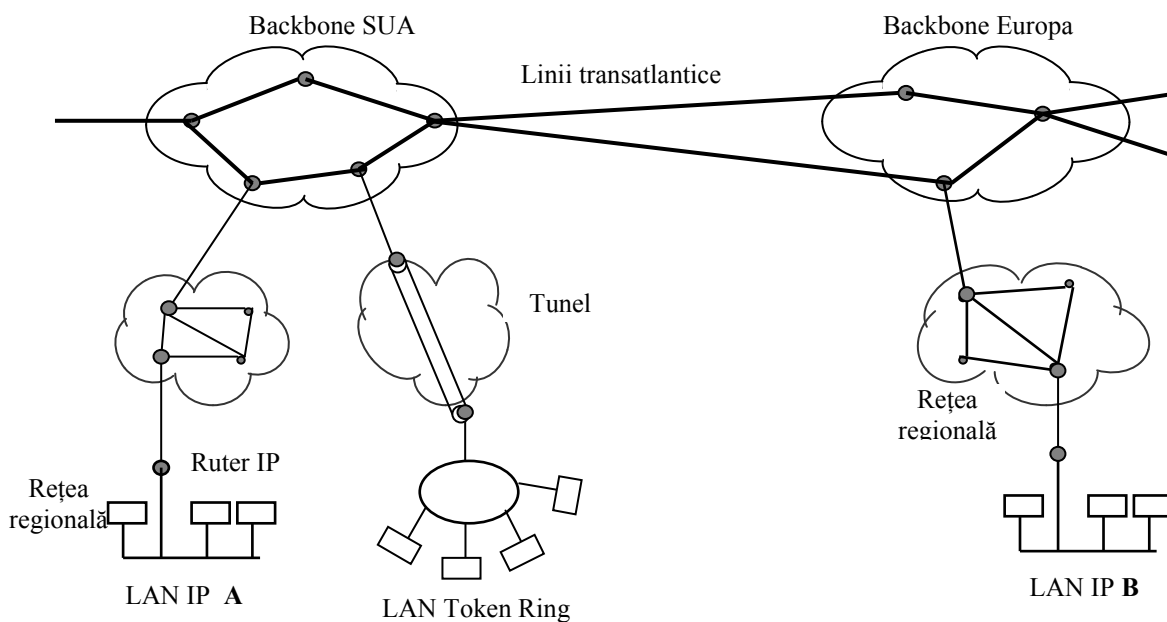 Backbone SUA
Backbone Europa
Linii transatlantice
Tunel
Rețea
regională
Ruter IP
Rețea
regională
LAN IP A
LAN Token Ring
LAN IP B